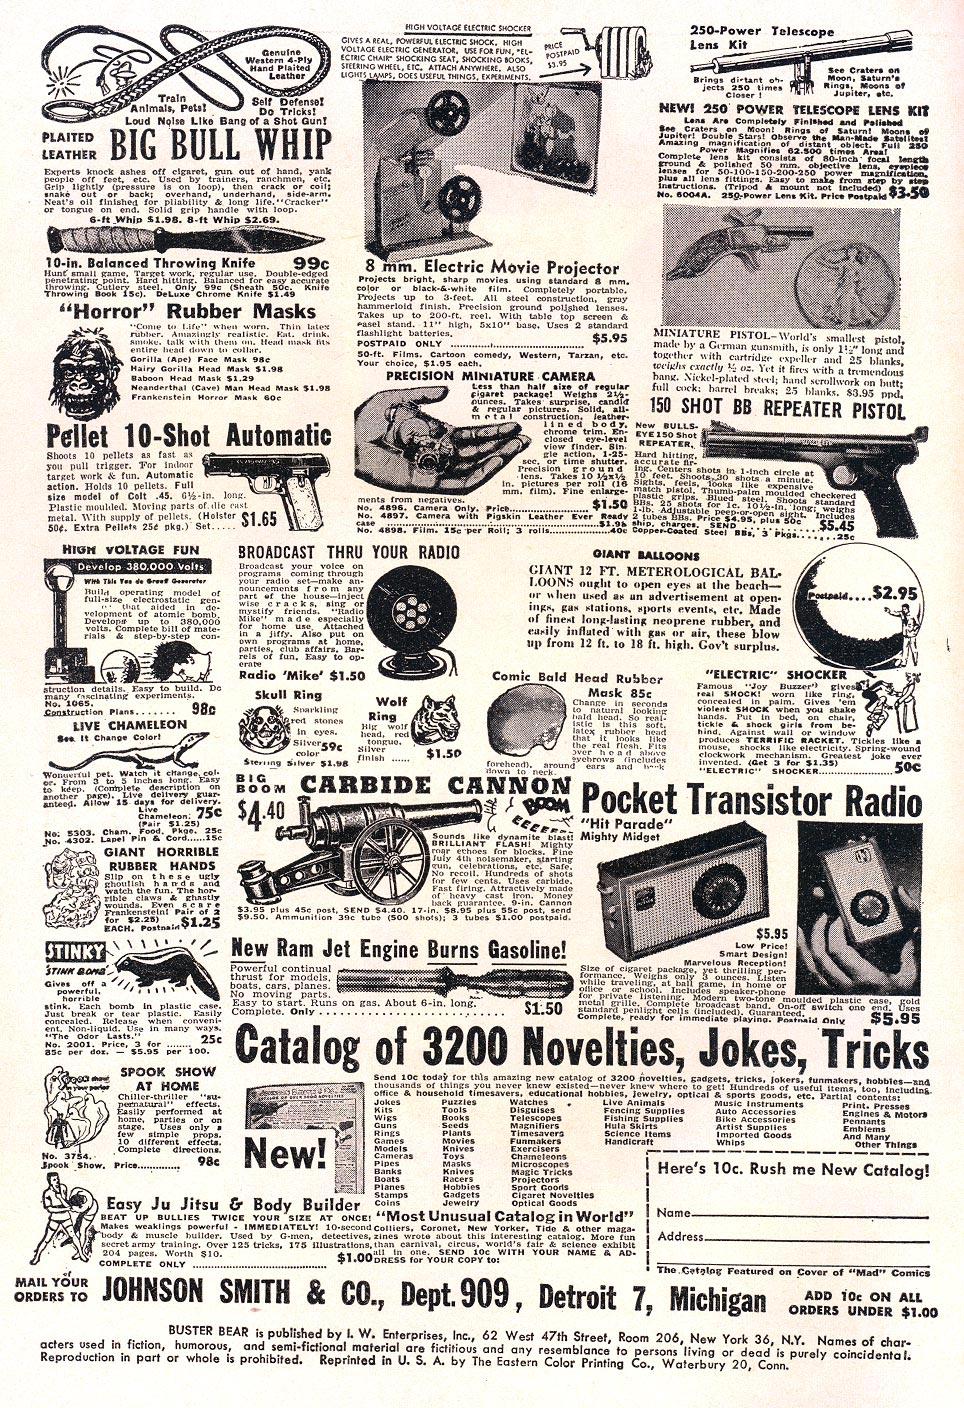 Genuine
Western 4-Ply
Hand Plaited
Leather
Train
Animals, Pets!
Self Defense!
Do Tricks!
Loud Noise Like Bang of a Shot Gun!
PLAITED
LEATHER BIG BULL WHIP
Experts knock ashes off cigaret, gun out of hand, yank
people off feet, etc. Used by trainers, ranchmen, etc.
Grip lightly (pressure is on loop), then crack or coil;
snake out or back; overhand, underhand, side-arm.
Neat's oil finished for pliability & long life. "Cracker"
or tongue on end. Solid grip handle with loop.
6-ft Whip $1.98. 8-ft Whip $2.69.
10-in. Balanced Throwing Knife 99c
Hunt small game. Target work, regular use. Double-edged
penetrating point. Hard hitting. Balanced for easy accurate
throwing. Cutlery steel. Only 99c (Sheath 50c. Knife
Throwing Book 15c). DeLuxe Chrome Knife $1.49
"Horror" Rubber Masks
"Come to Life" when worn. Thin latex
rubber. Amazingly realistic. Eat, drink,
smoke, talk with them on. Head mask fits
entire head down to collar.
Gorilla (Ape) Face Mask 98c
Hairy Gorilla Head Mask $1.98
Baboon Head Mask $1.29
Neanderthal (Cave) Man Head Mask $1.98
Frankenstein Horror Mask 60c
Pellet 10-Shot Automatic
Shoots 10 pellets as fast as
you pull trigger. For indoor
target work & fun. Automatic
action. Holds 10 pellets. Full
size model of Colt .45. 6½-in. long.
Plastic moulded. Moving parts of die cast
metal. With supply of pellets. (Holster
50¢. Extra Pellets 25¢ pkg.) Set..... $1.65
HIGH VOLTAGE ELECTRIC SHOCKER
GIVES A REAL, POWERFUL ELECTRIC SHOCK, HIGH
VOLTAGE ELECTRIC GENERATOR, USE FOR FUN, "EL-
ECTRIC CHAIR" SHOCKING SEAT, SHOCKING BOOKS,
STEERING WHEEL, ETC. ATTACH ANYWHERE, ALSO
LIGHTS LAMPS, DOES USEFUL THINGS, EXPERIMENTS.
PRICE
POSTPAID
$3.95
8 mm. Electric Movie Projector
Projects bright, sharp movies using standard 8 mm.
color or black-&-white film. Completely portable.
Projects up to 3-feet. All steel construction, gray
hammerloid finish. Precision ground polished lenses.
Takes up to 200-ft. reel. With table top screen &
easel stand. 11" high, 5x10" base. Uses 2 standard
flashlight batteries.
POSTPAID ONLY ............ $5.95
50-ft. Films. Cartoon comedy, Western, Tarzan, etc.
Your choice, $1.95 each.
PRECISION MINIATURE CAMERA
Less than half size of regular
cigaret package! Weighs 2½-
ounces. Takes surprise, candid
& regular pictures. Solid, all-
metal construction, leather-
lined body,
chrome trim. En-
closed eye-level
view finder. Sin-
gle action, 1-25-
sec. or time shutter.
Precision ground
lens. Takes 10 ½x½
in. pictures per roll (16
mm. film). Fine enlarge-
ments from negatives.
No. 4896. Camera Only. Price.......... $1.50
No. 4897. Camera with Pigskin Leather Ever Ready
case .......... $1.98
No. 4898. Film. 15c per Roll; 3 rolls......40c
250-Power Telescope
Lens Kit
Brings distant ob-
jects 250 times
Closer!
See Craters on
Moon, Saturn's
Rings, Moons of
Jupiter, etc.
NEW! 250 POWER TELESCOPE LENS KIT
Lens Are Completely Finished and Polished
See Craters on Moon! Rings of Saturn! Moons of
Jupiter! Double Stars! Observe the Man-Made Satellites!
Amazing magnification of distant object. Full 250
Power Magnifies 62,500 times Area!
Complete lens kit consists of 80-inch focal length
ground & polished 50 mm. objective lens, eyepiece
lenses for 50-100-150-200-250 power magnification,
plus all lens fittings. Easy to make from step by step
instructions. (Tripod & mount not included)
No. 6004A. 250-Power Lens Kit. Price Postpaid $3.50
MINIATURE PISTOL—World's smallest pistol,
made by a German gunsmith, is only 1½" long and
together with cartridge expeller and 25 blanks,
weighs exactly ½ oz. Yet it fires with a tremendous
bang. Nickel-plated steel; hand scrollwork on butt;
full cock; barrel breaks; 25 blanks. $3.95 ppd.
150 SHOT BB REPEATER PISTOL
New BULLS-
EYE 150 Shot
REPEATER,
Hard hitting,
accurate fir-
ing. Centers shots in 1-inch circle at
10 feet. Shoots 30 shots a minute.
Sights, feels, looks like expensive
match pistol. Thumb-palm moulded checkered
plastic grips. Blued steel. Shoots standard
BBs. 25 shots for 1c. 10½-in. long; weighs
1-lb. Adjustable peep-or-open sight. Includes
2 tubes BBs. Price $4.95, plus 50c
ship. charges. SEND .......... $5.45
Copper-Coated Steel BBs, 3 Pkgs.......25c
HIGH VOLTAGE FUN
Develop 380,000 Volts
With This Van de Graaf Generator
Build operating model of
full-size electrostatic gen-
that aided in de-
velopment of atomic bomb.
Develops up to 380,000
volts. Complete bill of mate-
rials & step-by-step con-
struction details. Easy to build. Do
many fascinating experiments.
No. 1065.
Construction Plans.......... 98c
LIVE CHAMELEON
See It Change Color!
Wonderful pet. Watch it change col-
or. From 3 to 5 inches long. Easy
to keep. (Complete description on
another page). Live delivery guar-
anteed. Allow 15 days for delivery.
Live
Chameleon. 75c
(Pair $1.25)
No. 5303. Cham. Food. Pkge. 25c
No. 4302. Lapel Pin & Cord.....15c
BROADCAST THRU YOUR RADIO
Broadcast your voice on
programs coming through
your radio set—make an-
nouncements from any
part of the house—inject
wise cracks, sing or
mystify friends. "Radio
Mike" made especially
for home use. Attached
in a jiffy. Also put on
own programs at home,
parties, club affairs. Bar-
rels of fun. Easy to op-
erate
Radio 'Mike' $1.50
Skull Ring
Sparkling
red stones
in eyes.
Silver 59c
color
Sterling Silver $1.98
Wolf
Ring
Big wolf
head, red
tongue.
Silver
finish ......
$1.50
GIANT BALLOONS
GIANT 12 FT. METEROLOGICAL BAL-
LOONS ought to open eyes at the beach—
or when used as an advertisement at open-
ings, gas stations, sports events, etc. Made
of finest long-lasting neoprene rubber, and
easily inflated with gas or air, these blow
up from 12 ft. to 18 ft. high. Gov't surplus.
Postpaid....$2.95
Comic Bald Head Rubber
Mask 85c
Change in seconds
to natural looking
bald head. So real-
istic is this soft,
latex rubber head
that it looks like
the real flesh. Fits
over head above
eyebrows (includes
forehead), around ears and back
down to neck.
"ELECTRIC" SHOCKER
Famous "Joy Buzzer" gives
real SHOCK! worn like ring,
concealed in palm. Gives 'em
violent SHOCK when you shake
hands. Put in bed, on chair,
tickle & shock girls from be-
hind. Against wall or window
produces TERRIFIC RACKET. Tickles like a
mouse, shocks like electricity. Spring-wound
clockwork mechanism. Greatest joke ever
invented. (Get 3 for $1.35)
"ELECTRIC" SHOCKER.......... 50c
GIANT HORRIBLE
RUBBER HANDS
Slip on these ugly
ghoulish hands and
watch the fun. The hor-
rible claws & ghastly
wounds. Even scare
Frankenstein! Pair of 2
for $2.25)
EACH. Postpaid $1.25
STINKY
STINK BOMB
Gives off a
powerful,
horrible
stink. Each bomb in plastic case.
Just break or tear plastic. Easily
concealed. Release when conveni-
ent. Non-liquid. Use in many ways.
"The Odor Lasts."
No. 2001. Price, 3 for ....... 25c
85c per doz. — $5.95 per 100.
SPOOK SHOW
AT HOME
Chiller-thriller "su-
pernatural" effects.
Easily performed at
home, parties or on
stage. Uses only a
few simple props.
10 different effects.
Complete directions.
No. 3754.
Spook Show. Price.......... 98c
BIG
BOOM CARBIDE CANNON
$4.40
BOOM
Sounds like dynamite blast!
BRILLIANT FLASH! Mighty
roar echoes for blocks. Fine
July 4th noisemaker, starting
gun, celebrations, etc. Safe.
No recoil. Hundreds of shots
for few cents. Uses carbide.
Fast firing. Attractively made
of heavy cast iron. Money
back guarantee. 9-in. Cannon
$3.95 plus 45c post, SEND $4.40. 17-in. $8.95 plus 55c post, send
$9.50. Ammunition 39c tube (500 shots); 3 tubes $1.00 postpaid.
New Ram Jet Engine Burns Gasoline!
Powerful continual
thrust for models,
boats, cars, planes.
No moving parts.
Easy to start. Runs on gas. About 6-in. long.
Complete. Only .......... $1.50
Pocket Transistor Radio
"Hit Parade"
Mighty Midget
$5.95
Low Price!
Smart Design!
Marvelous Reception!
Size of cigaret package, yet thrilling per-
formance. Weighs only 3 ounces. Listen
while traveling, at ball game, in home or
office or school. Includes speaker-phone
for private listening. Modern two-tone moulded plastic case, gold
metal grille. Complete broadcast band. On-off switch one end. Uses
standard penlight cells (included). Guaranteed.
Complete, ready for immediate playing. Postpaid Only $5.95
Catalog of 3200 Novelties, Jokes, Tricks
New!
Send 10c today for this amazing new catalog of 3200 novelties, gadgets, tricks, jokers, funmakers, hobbies—and
thousands of things you never knew existed—never knew where to get! Hundreds of useful items, too, including
office & household timesavers, educational hobbies, jewelry, optical & sports goods, etc. Partial contents:
Jokes Puzzles Watches Live Animals Music Instruments Print. Presses
Kits Tools Disguises Fencing Supplies Auto Accessories Engines & Motors
Wigs Books Telescopes Fishing Supplies Bike Accessories Pennants
Guns Seeds Magnifiers Hula Skirts Artist Supplies Emblems
Rings Plants Timesavers Science Items Imported Goods And Many
Games Movies Funmakers Handicraft Whips Other Things
Models Knives Exercisers
Cameras Toys Chameleons
Pipes Masks Microscopes
Banks Knives Magic Tricks
Boats Racers Projectors
Planes Hobbies Sport Goods
Stamps Gadgets Cigaret Novelties
Coins Jewelry Optical Goods
"Most Unusual Catalog in World"
Colliers, Coronet, New Yorker, Tide & other maga-
zines wrote about this interesting catalog. More fun
than carnival, circus, world's fair & science exhibit
all in one. SEND 10c WITH YOUR NAME & AD-
DRESS for YOUR COPY to:
Easy Ju Jitsu & Body Builder
BEAT UP BULLIES TWICE YOUR SIZE AT ONCE!
Makes weaklings powerful - IMMEDIATELY! 10-second
body & muscle builder. Used by G-men, detectives,
secret army training. Over 125 tricks, 175 illustrations,
204 pages. Worth $10.
COMPLETE ONLY .......... $1.00
Here's 10c. Rush me New Catalog!
Name
Address
The Catalog Featured on Cover of "Mad" Comics
MAIL YOUR
ORDERS TO JOHNSON SMITH & CO., Dept. 909, Detroit 7, Michigan
ADD 10c ON ALL
ORDERS UNDER $1.00
BUSTER BEAR is published by I. W. Enterprises, Inc., 62 West 47th Street, Room 206, New York 36, N.Y. Names of char-
acters used in fiction, humorous, and semi-fictional material are fictitious and any resemblance to persons living or dead is purely coincidental.
Reproduction in part or whole is prohibited. Reprinted in U. S. A. by The Eastern Color Printing Co., Waterbury 20, Conn.